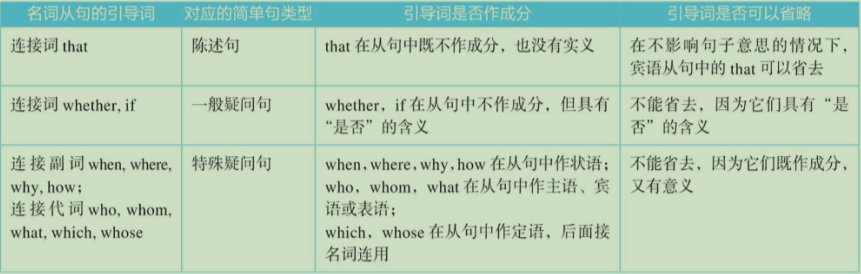 名词从句的引导词 对应的简单句类型 引导词是否作成分 引导词是否可以省略
连接词 that 陈述句 that 在从句中既不作成分，也没有实义 在不影响句子意思的情况下，
宾语从句中的 that 可以省去
连接词 whether, if 一般疑问句 whether，if 在从句中不作成分，但具有 不能省去，因为它们具有“是
“是否”的含义 否”的含义
连接副词 when, where, 特殊疑问句 when，where，why，how 在从句中作状语； 不能省去，因为它们既作成分，
why, how； who，whom，what 在从句中作主语、宾 又有意义
连接代词 who, whom, 语或表语；
what, which, whose which，whose 在从句中作定语，后面接
名词连用